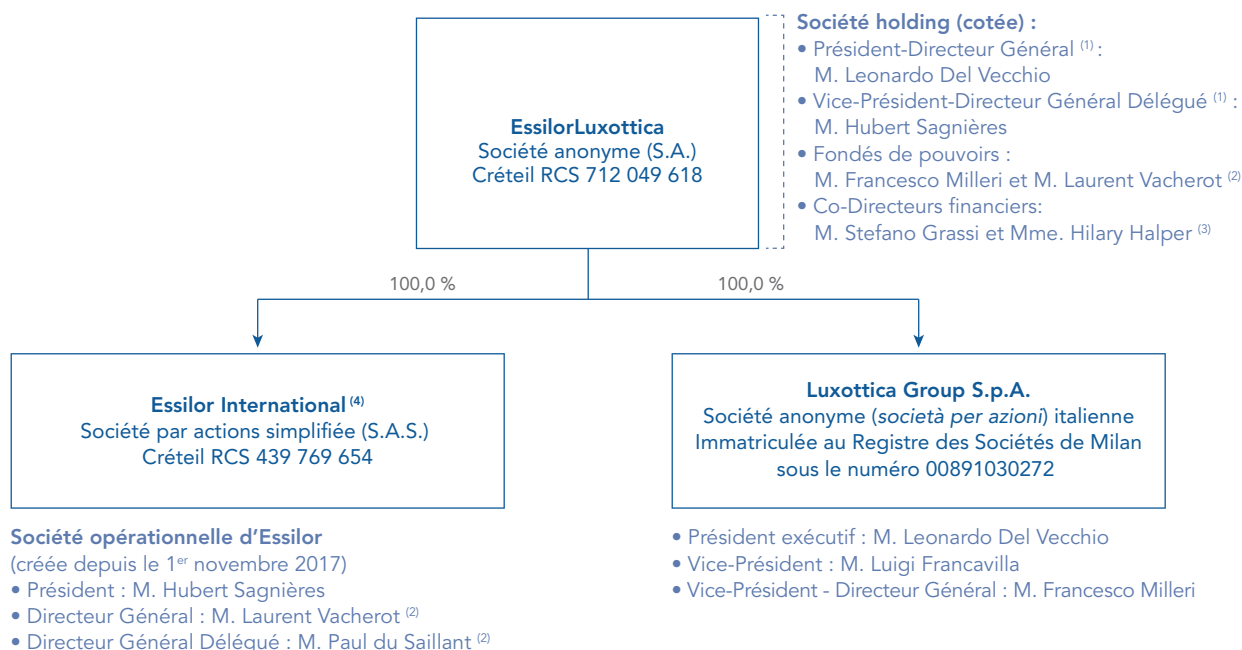 EssilorLuxottica
Société anonyme (S.A.)
Créteil RCS 712 049 618
Société holding (cotée) :
• Président-Directeur Général (1) :
M. Leonardo Del Vecchio
• Vice-Président-Directeur Général Délégué (1) :
M. Hubert Sagnières
• Fondés de pouvoirs :
M. Francesco Milleri et M. Laurent Vacherot (2)
• Co-Directeurs financiers:
M. Stefano Grassi et Mme. Hilary Halper (3)
100,0 %
100,0 %
Essilor International (4)
Société par actions simplifiée (S.A.S.)
Créteil RCS 439 769 654
Société opérationnelle d’Essilor
(créée depuis le 1er novembre 2017)
• Président : M. Hubert Sagnières
• Directeur Général : M. Laurent Vacherot (2)
• Directeur Général Délégué : M. Paul du Saillant (2)
Luxottica Group S.p.A.
Société anonyme (società per azioni) italienne
Immatriculée au Registre des Sociétés de Milan
sous le numéro 00891030272
• Président exécutif : M. Leonardo Del Vecchio
• Vice-Président : M. Luigi Francavilla
• Vice-Président - Directeur Général : M. Francesco Milleri